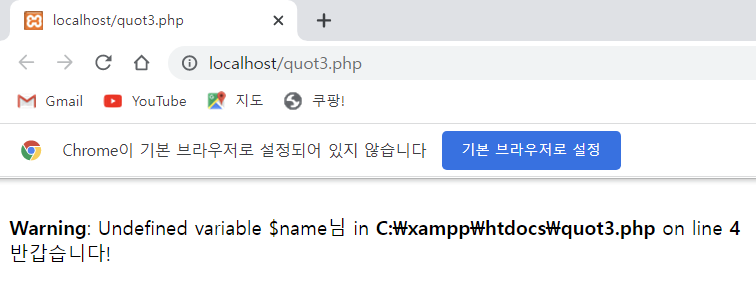 localhost/quot3.php
localhost/quot3.php
Gmail YouTube 지도 쿠팡!
Chrome이 기본 브라우저로 설정되어 있지 않습니다 기본 브라우저로 설정
Warning: Undefined variable $name님 in C:₩xampp₩htdocs₩quot3.php on line 4
반갑습니다!